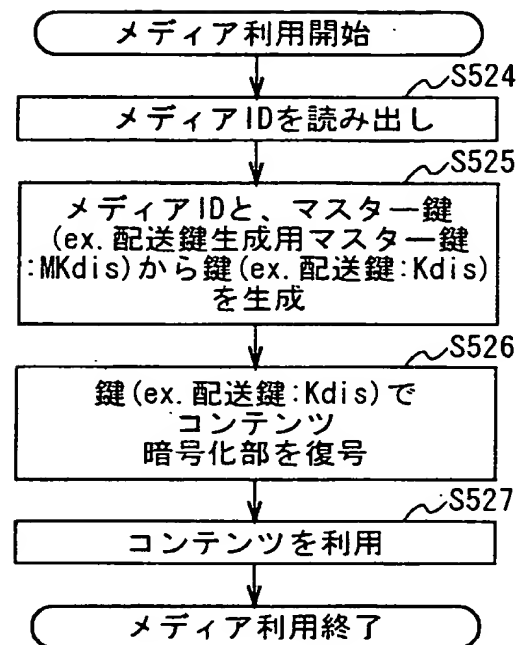 メディア利用開始
S524
メディアIDを読み出し
S525
メディアIDと、マスター鍵
(ex.配送鍵生成用マスター鍵
:MKdis)から鍵(ex.配送鍵:Kdis)
を生成
S526
鍵(ex.配送鍵:Kdis)で
コンテンツ
暗号化部を復号
S527
コンテンツを利用
メディア利用終了